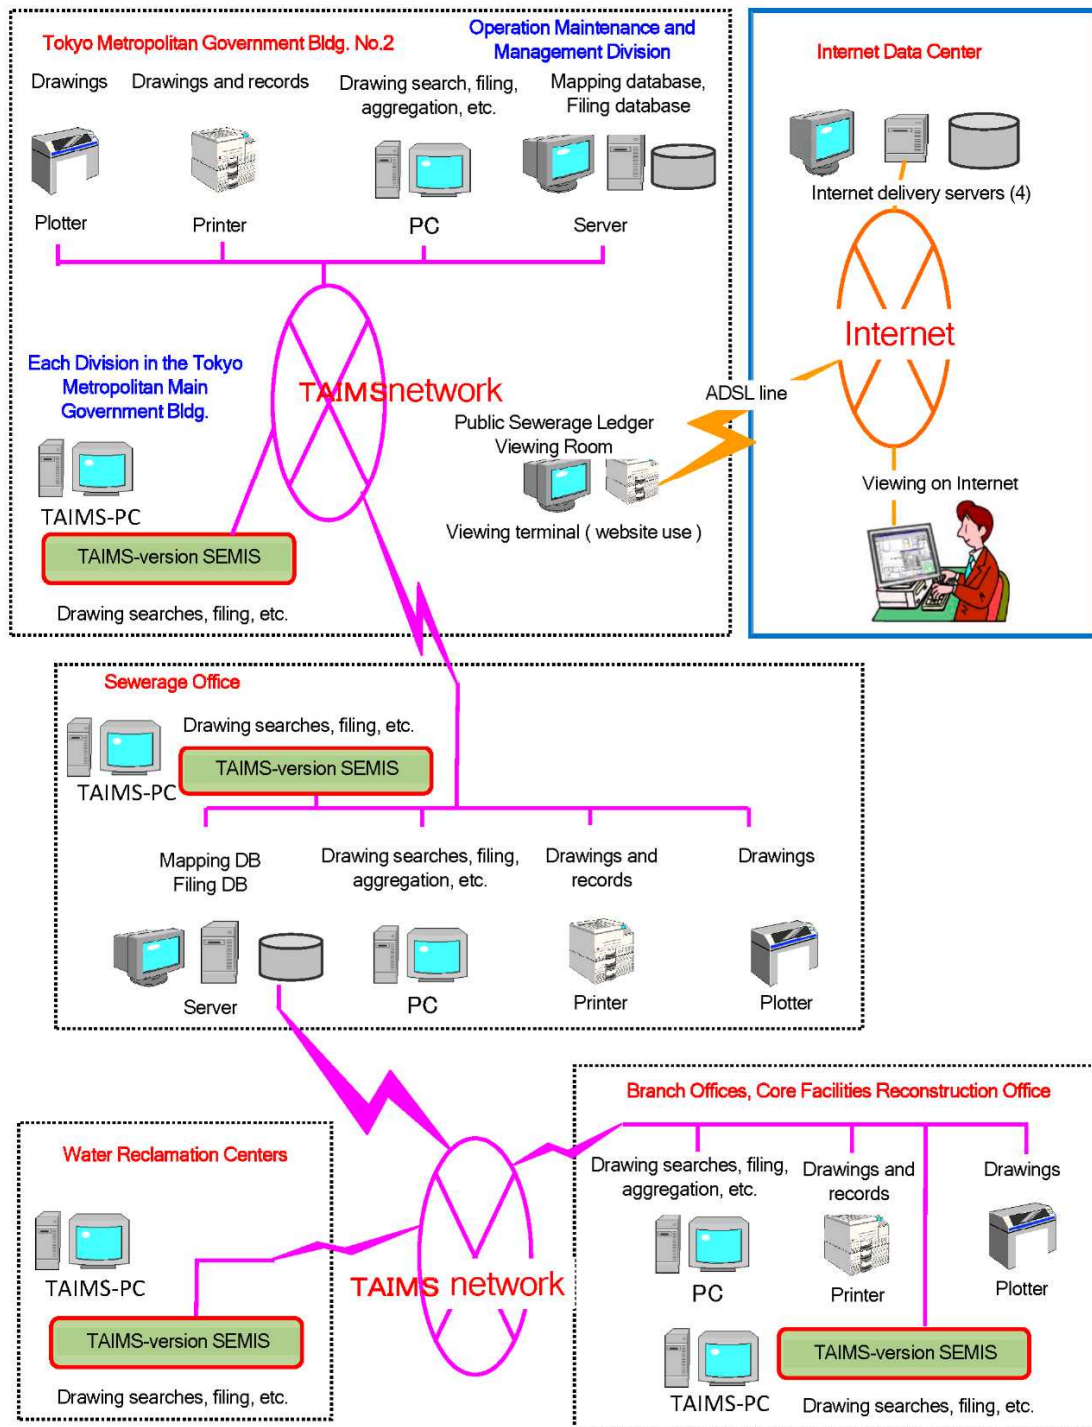 Tokyo Metropolitan Government Bldg. No.2
Operation Maintenance and
Management Division
Drawings
Drawings and records
Drawing search, filing,
aggregation, etc.
Mapping database,
Filing database
Plotter
Printer
PC
Server
Each Division in the Tokyo
Metropolitan Main
Government Bldg.
TAIMSnetwork
TAIMS-PC
TAIMS-version SEMIS
Drawing searches, filing, etc.
Public Sewerage Ledger
Viewing Room
Viewing terminal ( website use )
ADSL line
Internet Data Center
Internet delivery servers (4)
Internet
Viewing on Internet
Sewerage Office
Drawing searches, filing, etc.
TAIMS-version SEMIS
TAIMS-PC
Mapping DB
Filing DB
Drawing searches, filing,
aggregation, etc.
Drawings and
records
Drawings
Server
PC
Printer
Plotter
Water Reclamation Centers
TAIMS-PC
TAIMS-version SEMIS
Drawing searches, filing, etc.
TAIMS network
Branch Offices, Core Facilities Reconstruction Office
Drawing searches, filing,
aggregation, etc.
Drawings and
records
Drawings
PC
Printer
Plotter
TAIMS-PC
TAIMS-version SEMIS
Drawing searches, filing, etc.